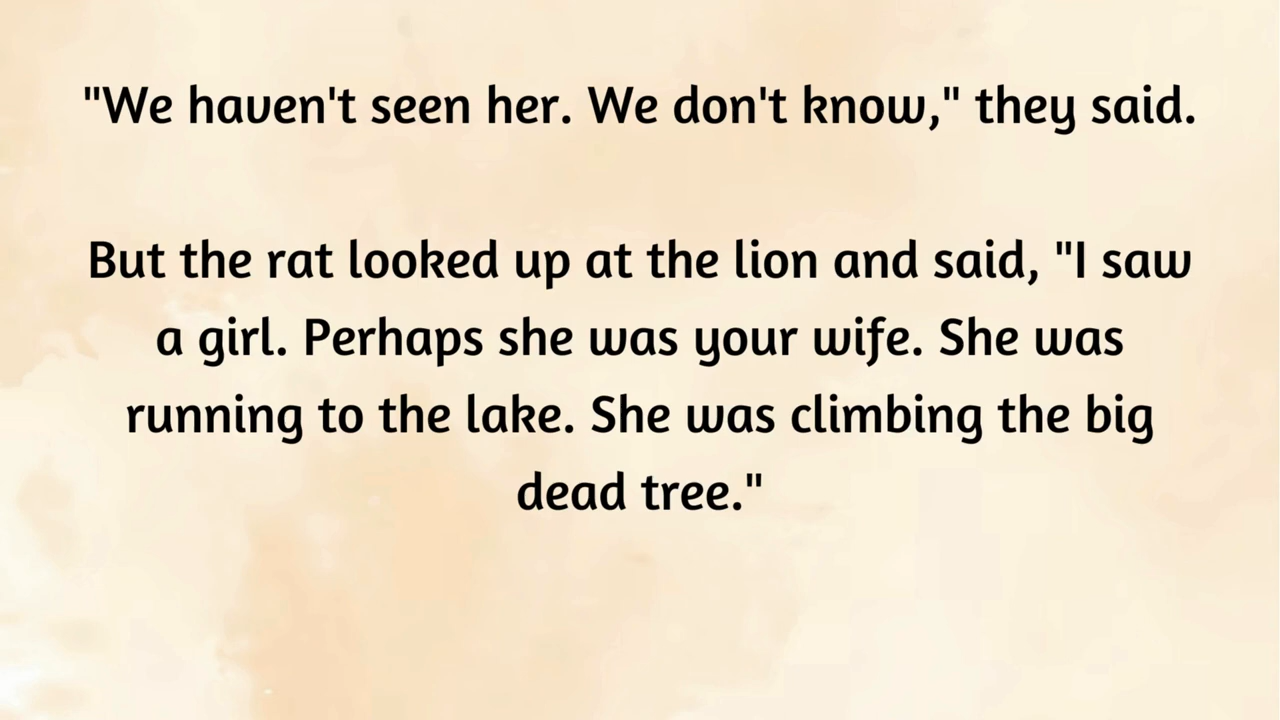 "We haven't seen her. We don't know," they said.
But the rat looked up at the lion and said, "I saw
a girl. Perhaps she was your wife. She was
running to the lake. She was climbing the big
dead tree."